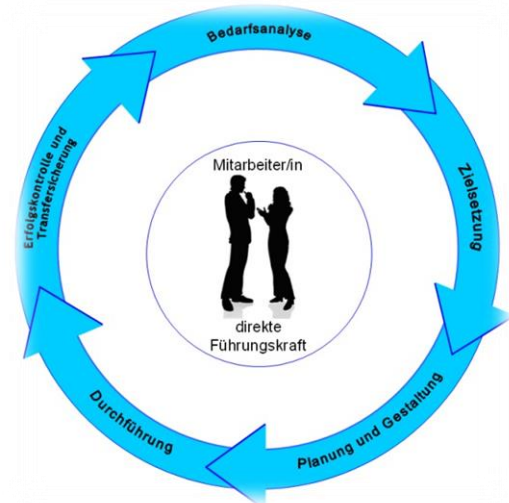 Bedarfsanalyse
Zielsetzung
Planung und Gestaltung
Durchführung
Erfolgskontrolle und
Transfersicherung
Mitarbeiter/in
direkte
Führungskraft